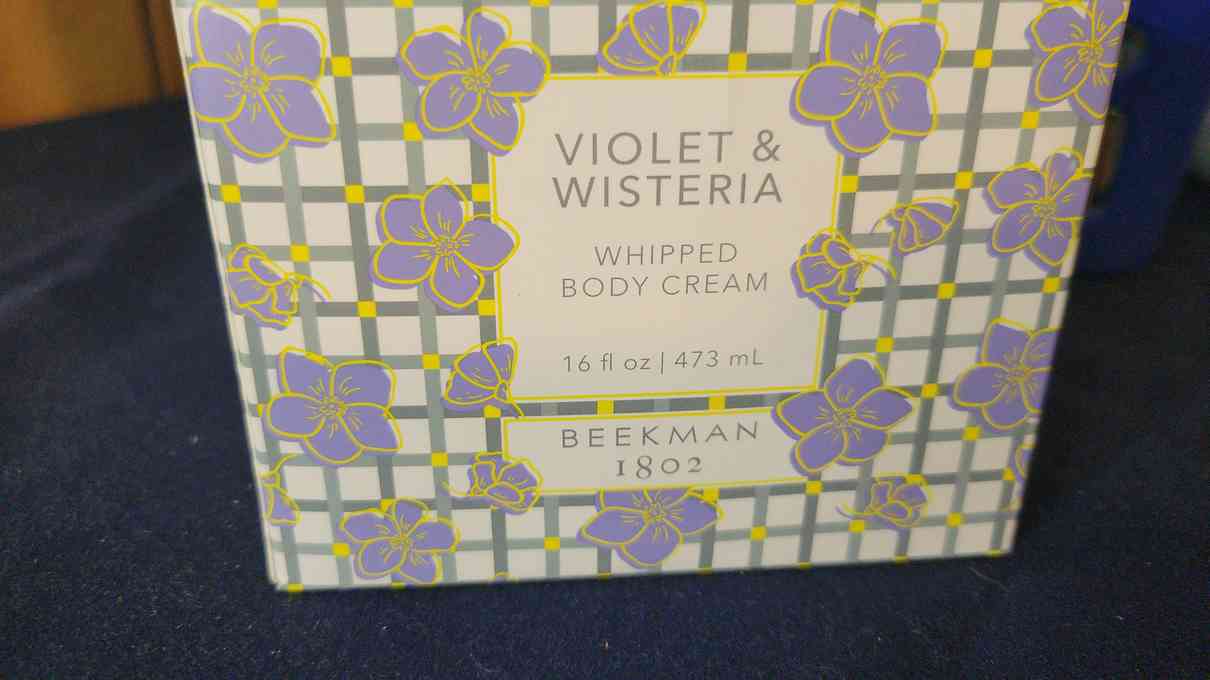 VIOLET &
WISTERIA
WHIPPED
BODY CREAM
16 fl oz | 473 mL
BEEKMAN
1802